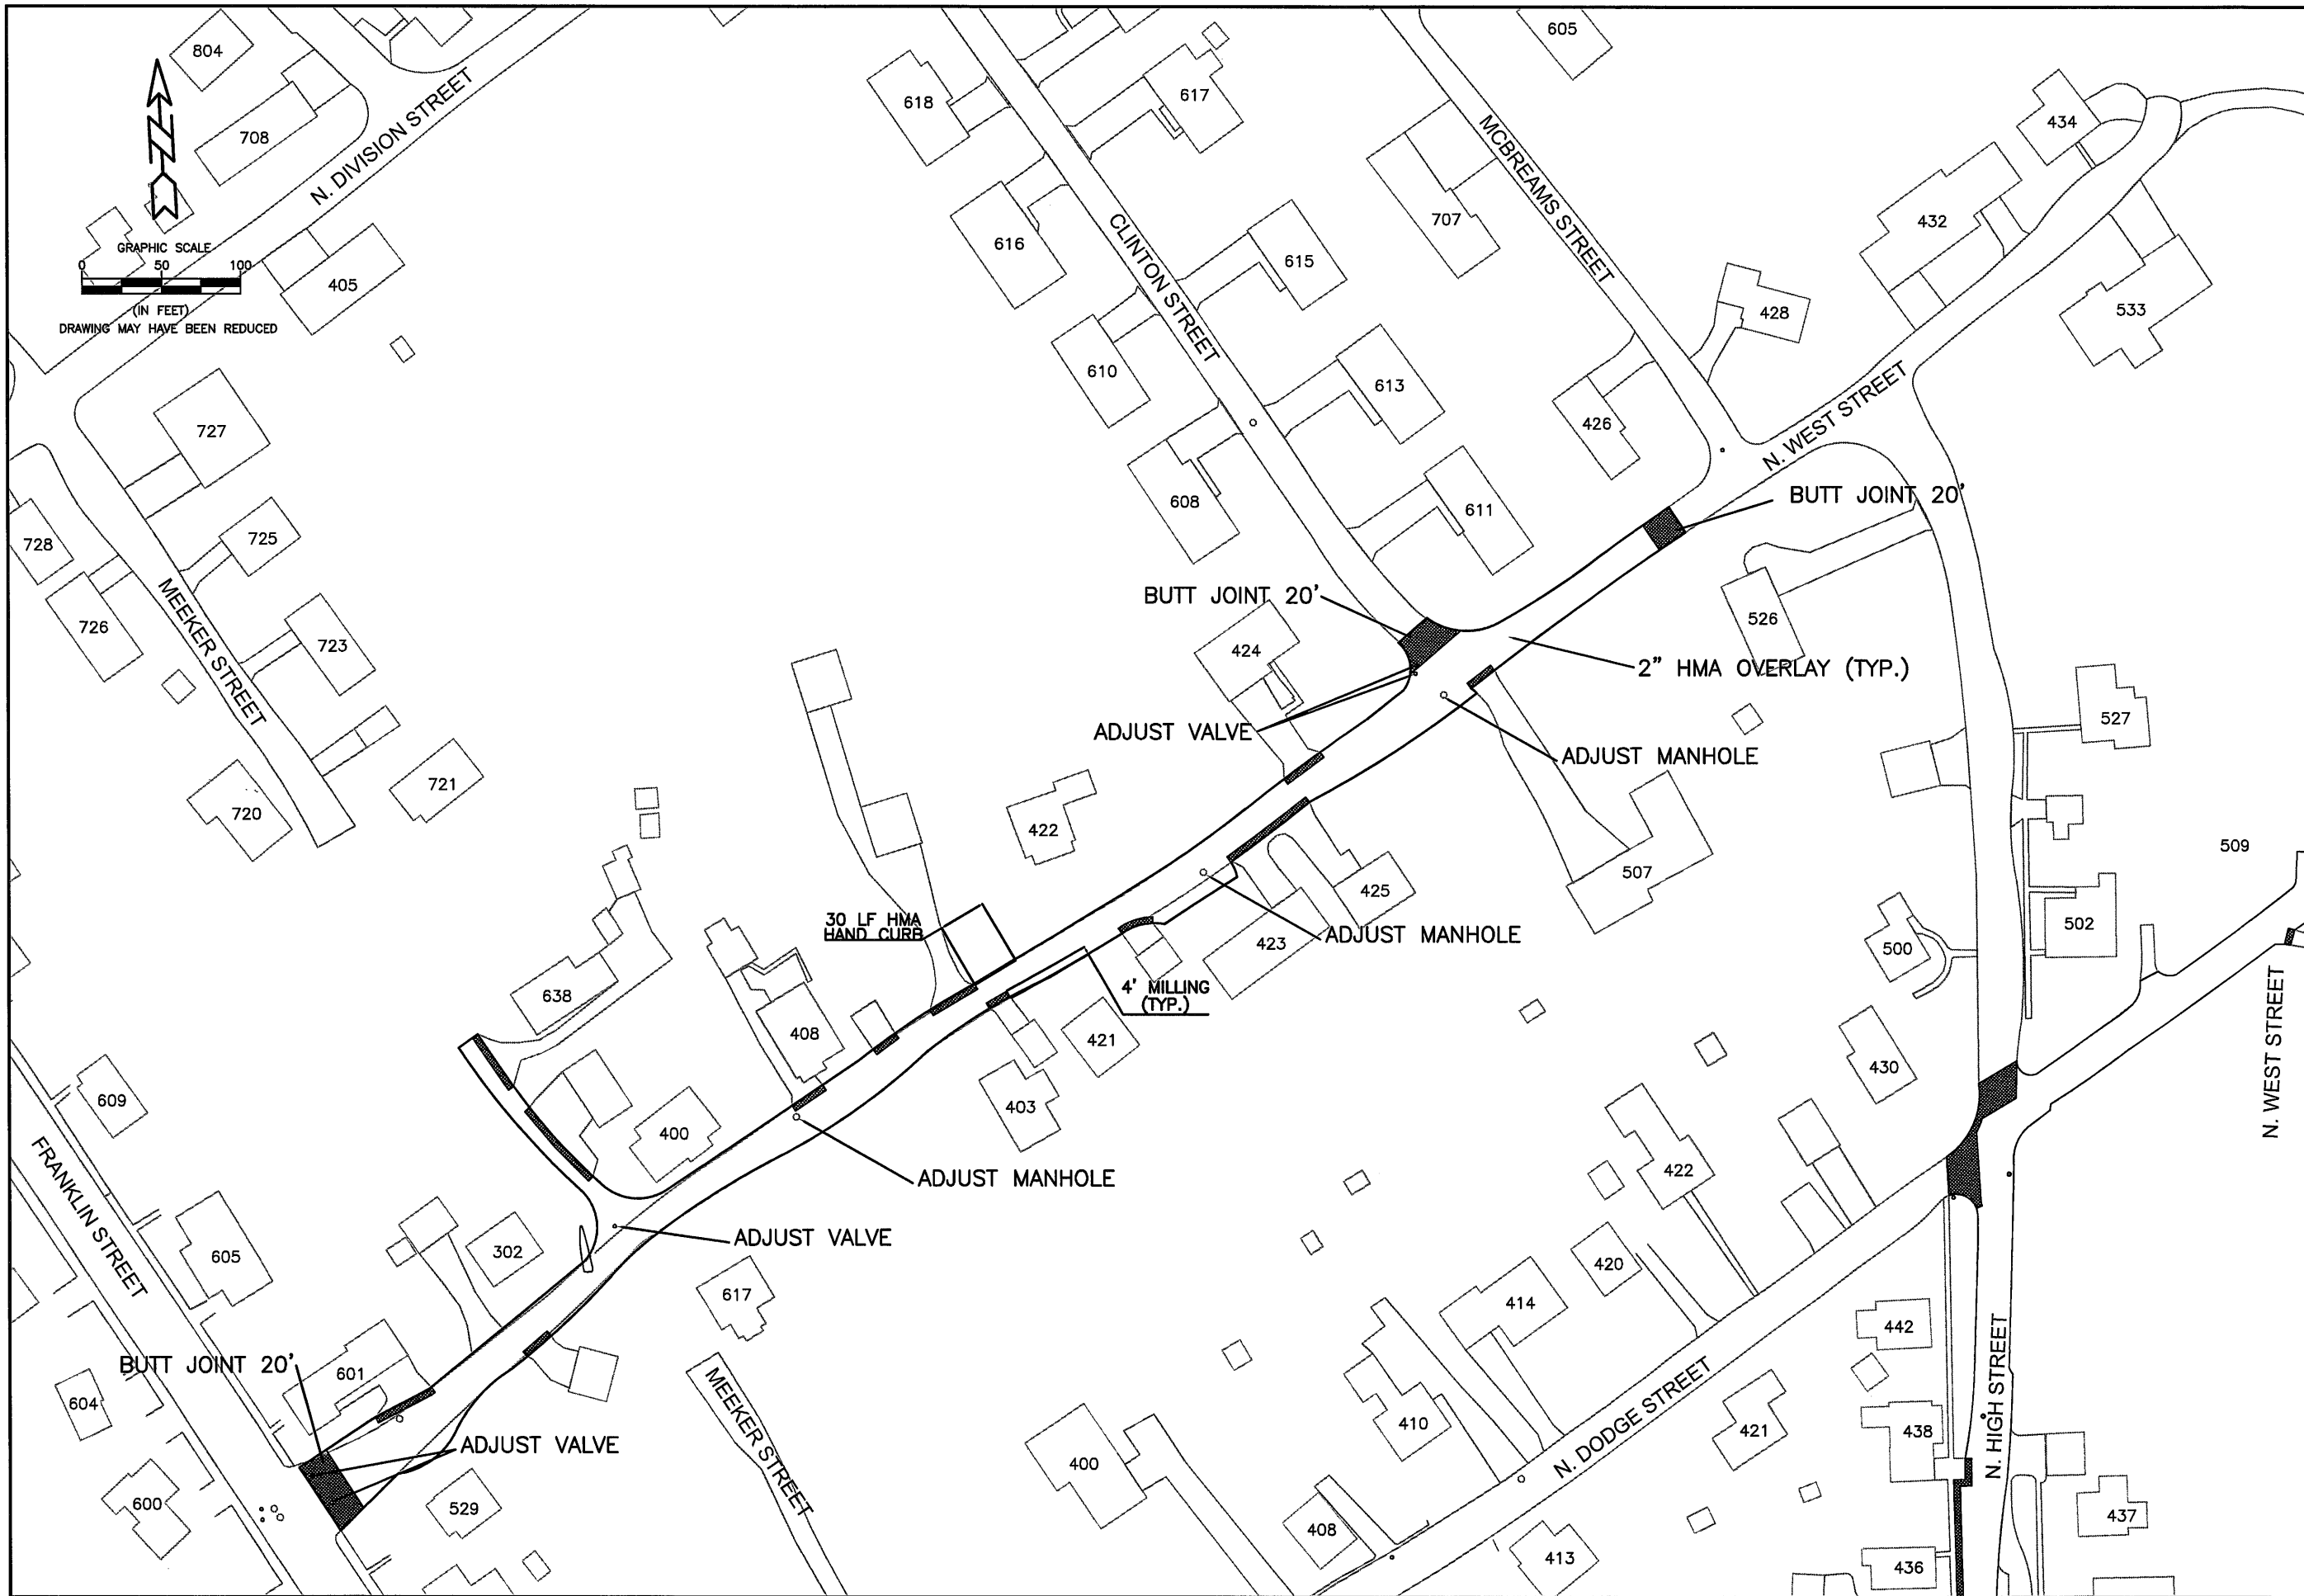 804
708
N. DIVISION STREET
N
GRAPHIC SCALE
0 50 100
(IN FEET)
DRAWING MAY HAVE BEEN REDUCED
405
727
728
725
726
MEEKER STREET
723
720
721
618
617
616
CLINTON STREET
615
610
613
608
611
605
MCBREAMS STREET
707
426
428
434
432
533
N. WEST STREET
BUTT JOINT 20'
BUTT JOINT 20'
424
526
2" HMA OVERLAY (TYP.)
ADJUST VALVE
ADJUST MANHOLE
527
422
425
507
509
423
ADJUST MANHOLE
30 LF HMA
HAND CURB
4' MILLING
(TYP.)
500
502
N. WEST STREET
638
408
421
403
430
609
400
ADJUST MANHOLE
422
FRANKLIN STREET
605
302
ADJUST VALVE
617
420
414
442
BUTT JOINT 20'
601
604
ADJUST VALVE
MEEKER STREET
410
N. DODGE STREET
421
438
N. HIGH STREET
400
600
529
408
413
437
436